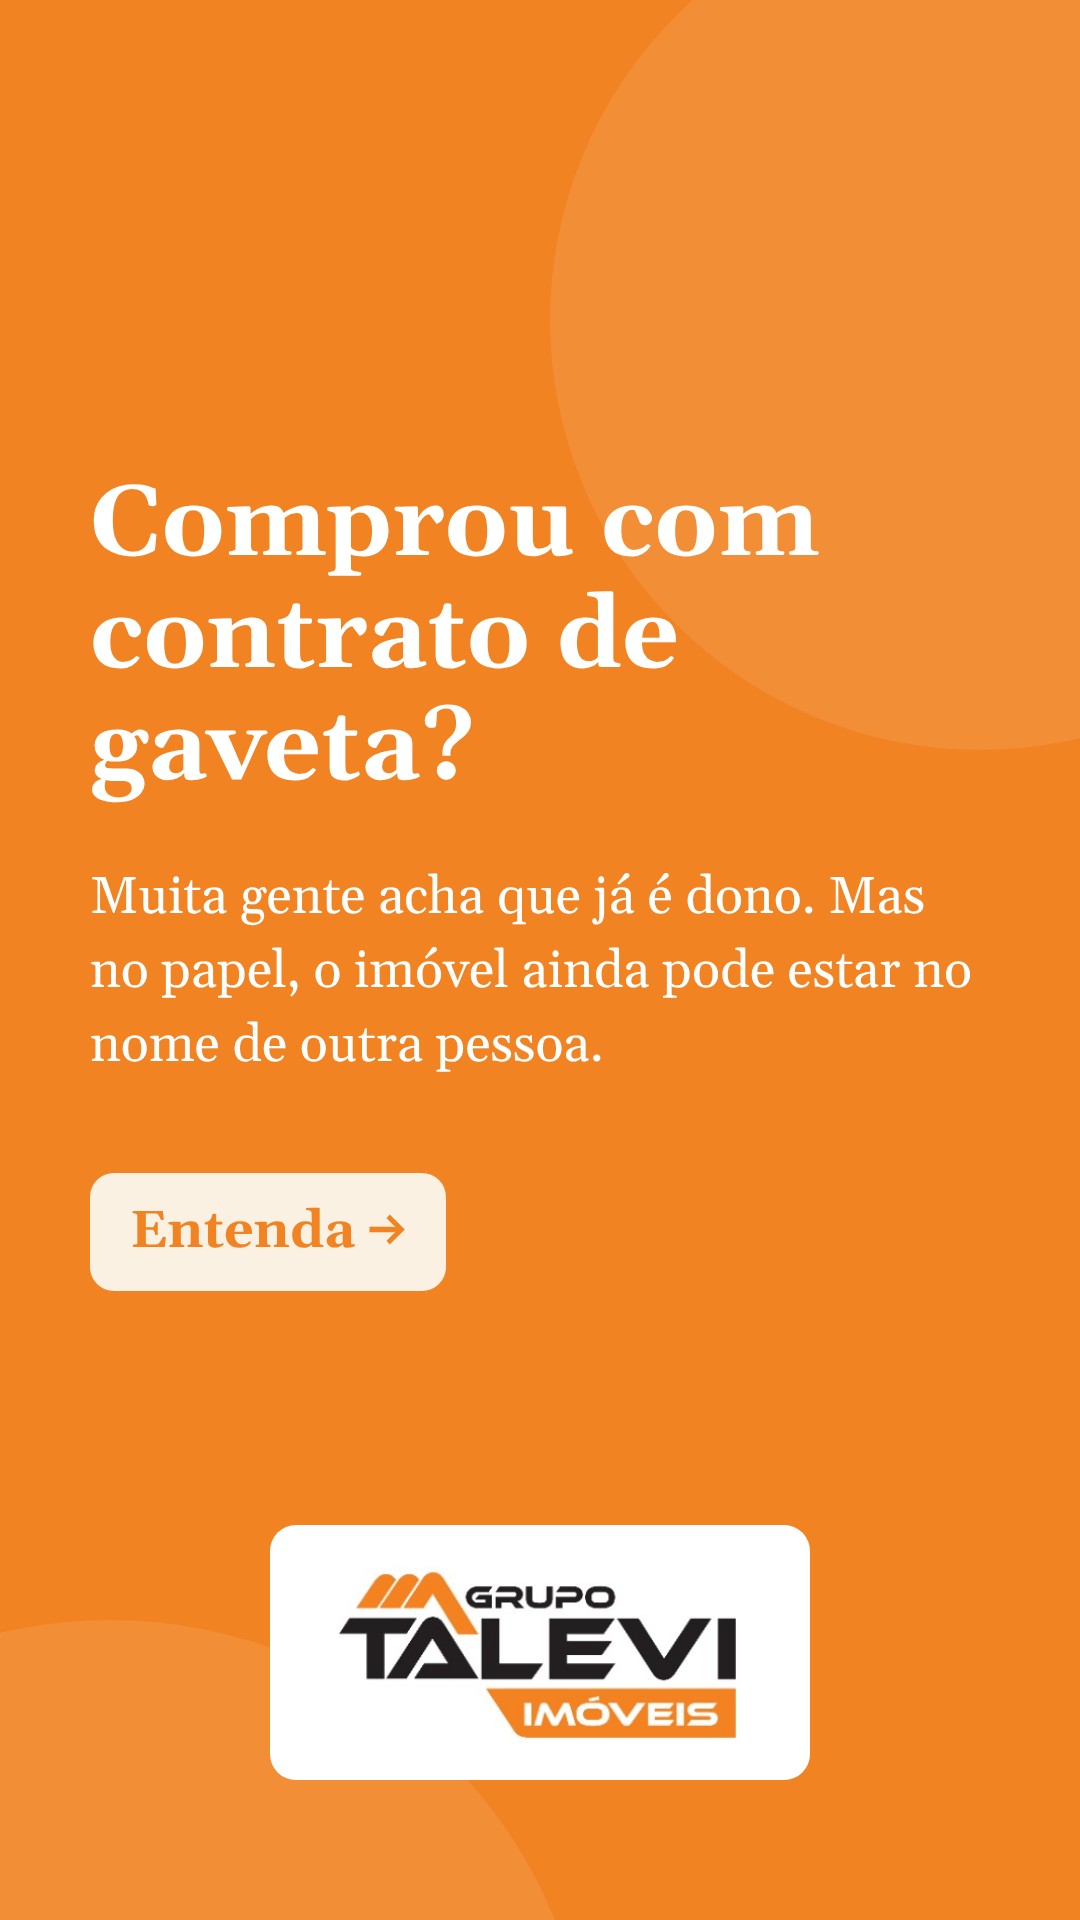 Comprou com
contrato de
gaveta?
Muita gente acha que já é dono. Mas
no papel, o imóvel ainda pode estar no
nome de outra pessoa.
Entenda →
GRUPO
TALEVI
IMÓVEIS